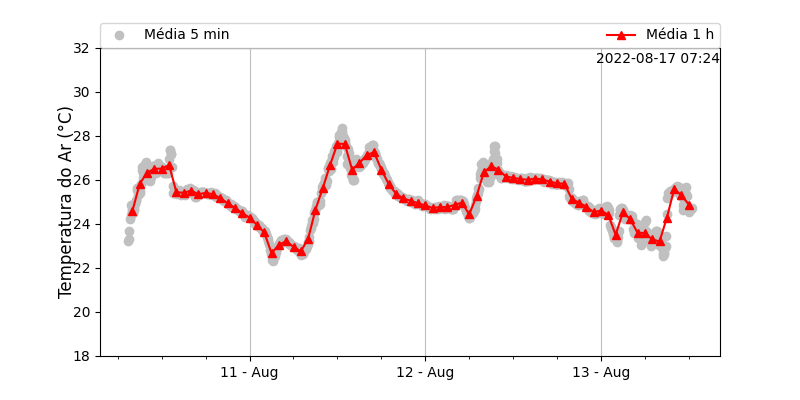 Média 5 min
Média 1 h
2022-08-17 07:24
Temperatura do Ar (°C)
32
30
28
26
24
22
20
18
11 - Aug
12 - Aug
13 - Aug